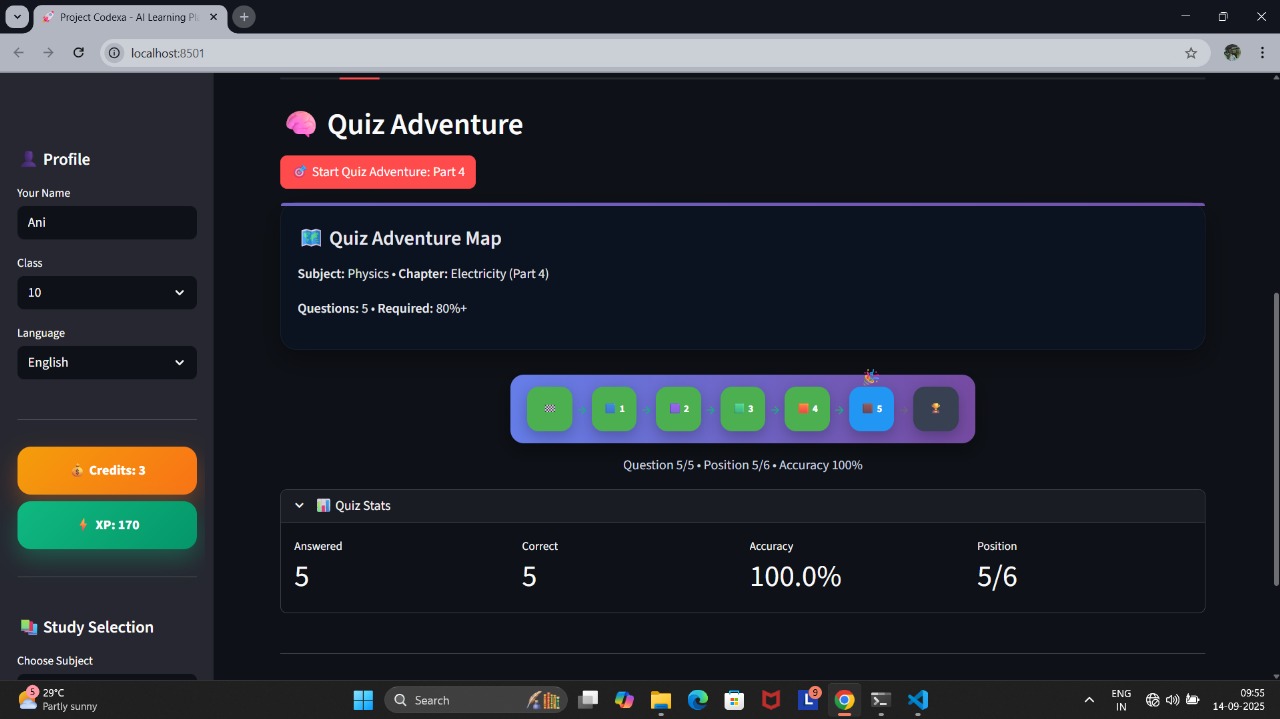 Project Codexa - AI Learning Pl
localhost:8501
Profile
Your Name
Ani
Class
10
Language
English
Credits: 3
XP: 170
Study Selection
Choose Subject
Quiz Adventure
Start Quiz Adventure: Part 4
Quiz Adventure Map
Subject: Physics • Chapter: Electricity (Part 4)
Questions: 5 • Required: 80%+
1 2 3 4 5
Question 5/5 • Position 5/6 • Accuracy 100%
Quiz Stats
Answered Correct Accuracy Position
5 5 100.0% 5/6
5 29°C
Partly sunny
Search
L 9
ENG
IN
09:55
14-09-2025